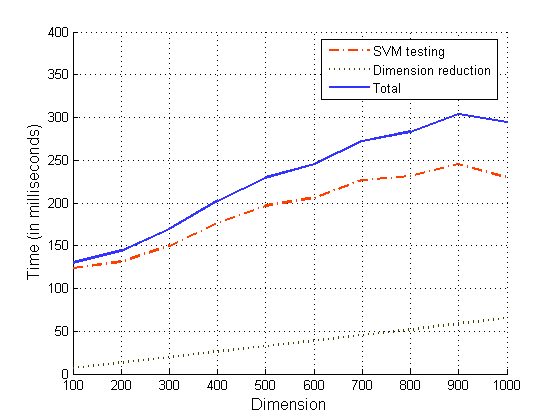 400
350
300
250
200
150
100
50
0
Time (in milliseconds)
SVM testing
Dimension reduction
Total
100 200 300 400 500 600 700 800 900 1000
Dimension